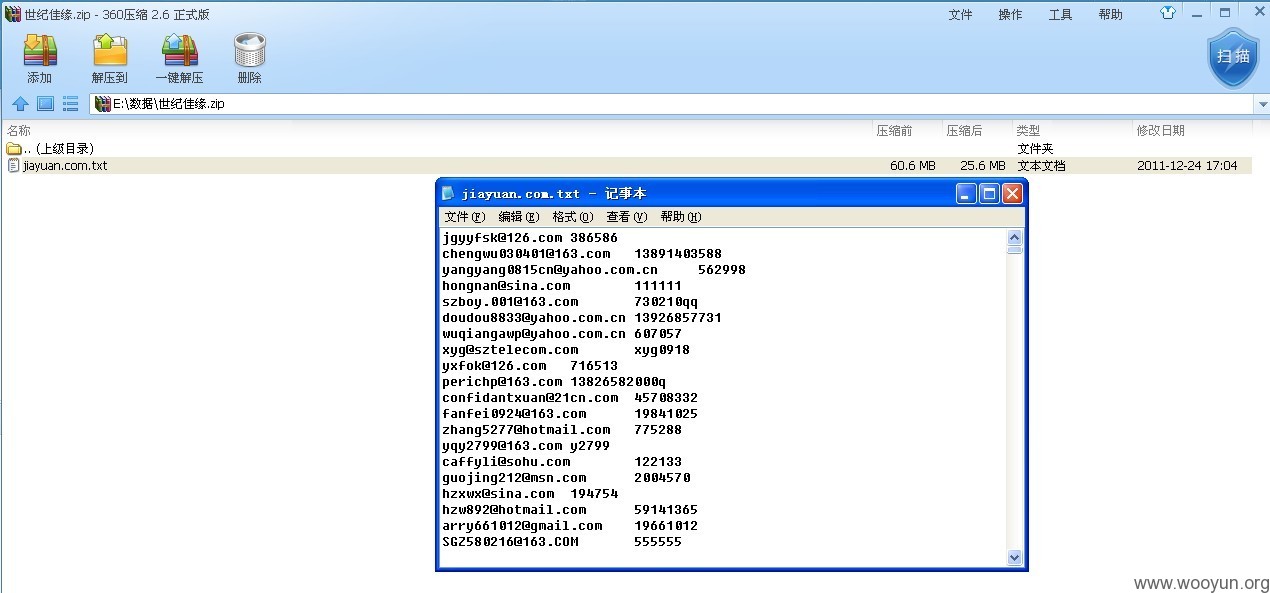 世纪佳缘.zip - 360压缩 2.6 正式版
文件 操作 工具 帮助
添加 解压到 一键解压 删除
扫描
E:\数据\世纪佳缘.zip
名称 压缩前 压缩后 类型 修改日期
.. (上级目录) 文件夹
jiayuan.com.txt 60.6 MB 25.6 MB 文本文档 2011-12-24 17:04
jiayuan.com.txt - 记事本
文件(F) 编辑(E) 格式(O) 查看(V) 帮助(H)
jgyyfsk@126.com 386586
chengwu030401@163.com 13891403588
yangyang0815cn@yahoo.com.cn 562998
hongnan@sina.com 111111
szboy.001@163.com 730210qq
doudou8833@yahoo.com.cn 13926857731
wuqiangawp@yahoo.com.cn 607057
xyg@sztelecom.com xyg0918
yxfok@126.com 716513
perichp@163.com 13826582000q
confidantxuan@21cn.com 45708332
fanfei0924@163.com 19841025
zhang5277@hotmail.com 775288
yqy2799@163.com y2799
caffyli@sohu.com 122133
guojing212@msn.com 2004570
hzxwx@sina.com 194754
hzw892@hotmail.com 59141365
arry661012@gmail.com 19661012
SGZ580216@163.COM 555555
www.wooyun.org